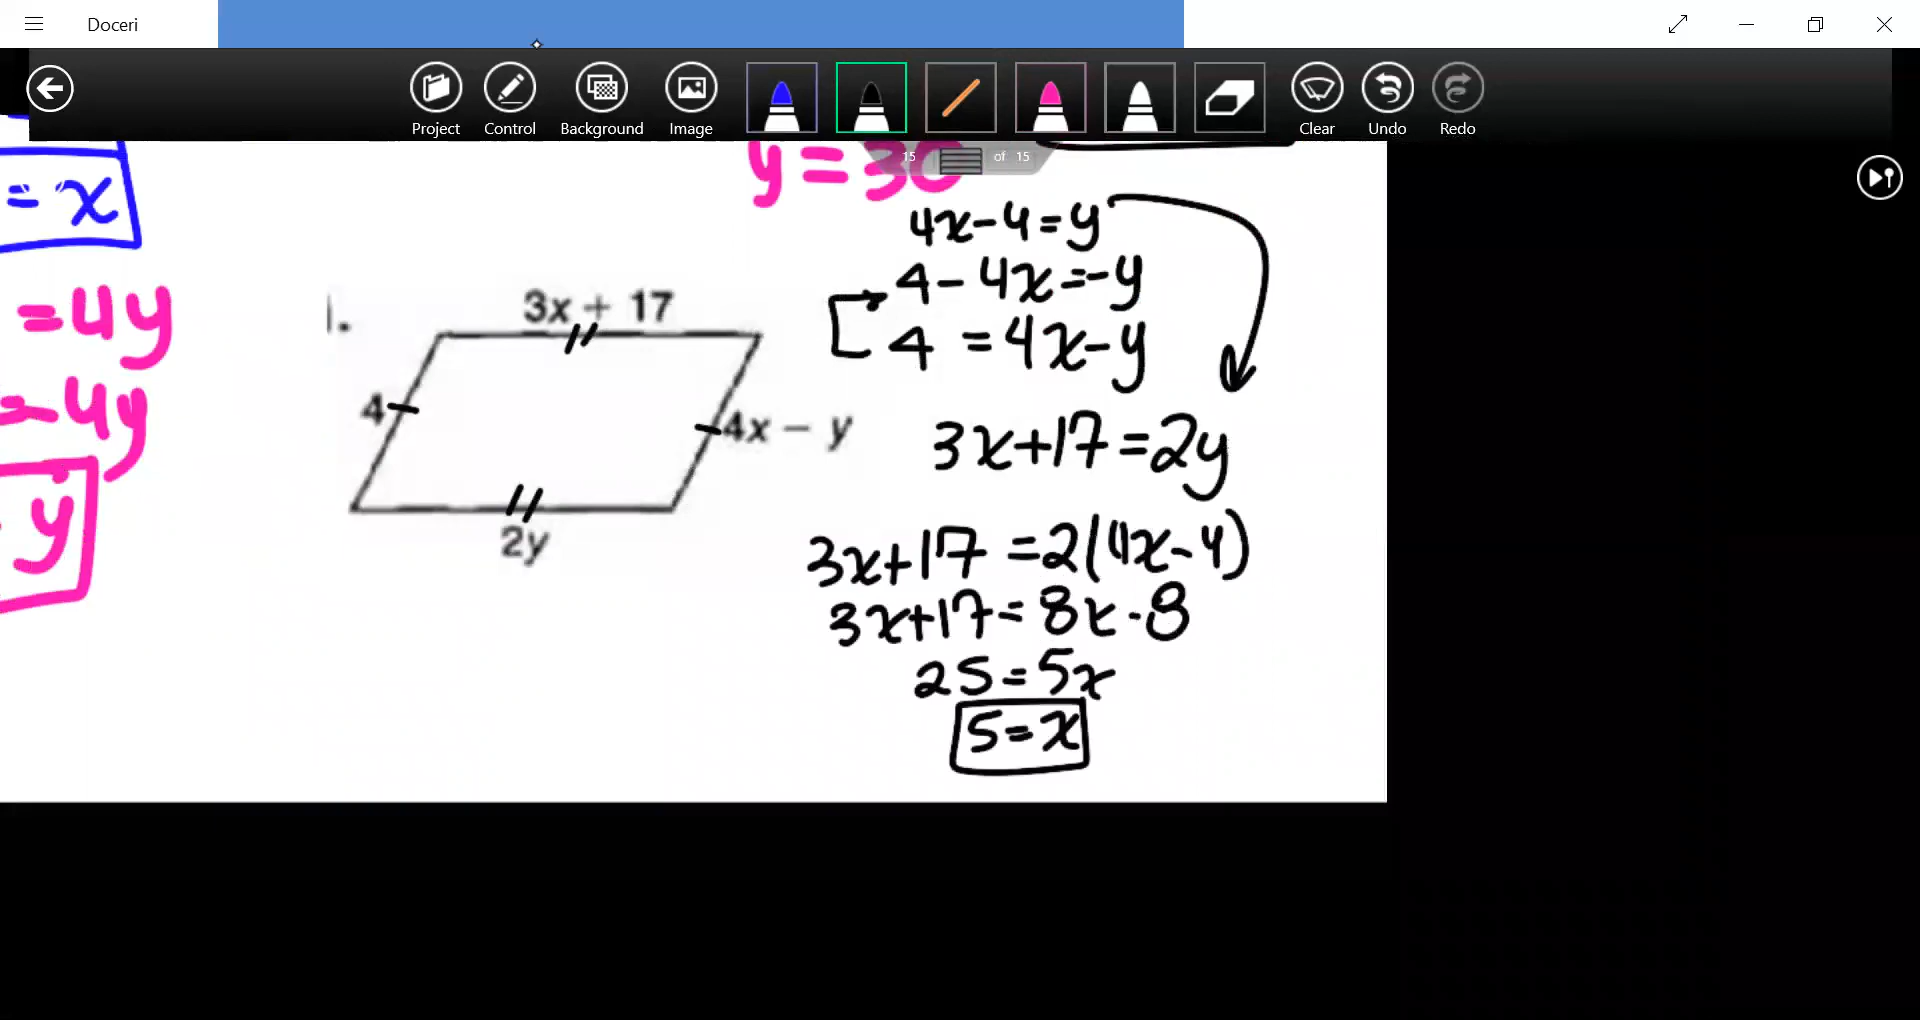 Doceri
Project Control Background Image Clear Undo Redo
15 of 15
= x
y = 30
4x - 4 = y
= 4y
4 - 4x = -y
3x + 17
4 = 4x - y
= 4y
4
4x - y
3x + 17 = 2y
y
2y
3x + 17 = 2(4x - 4)
3x + 17 = 8x - 8
25 = 5x
5 = x